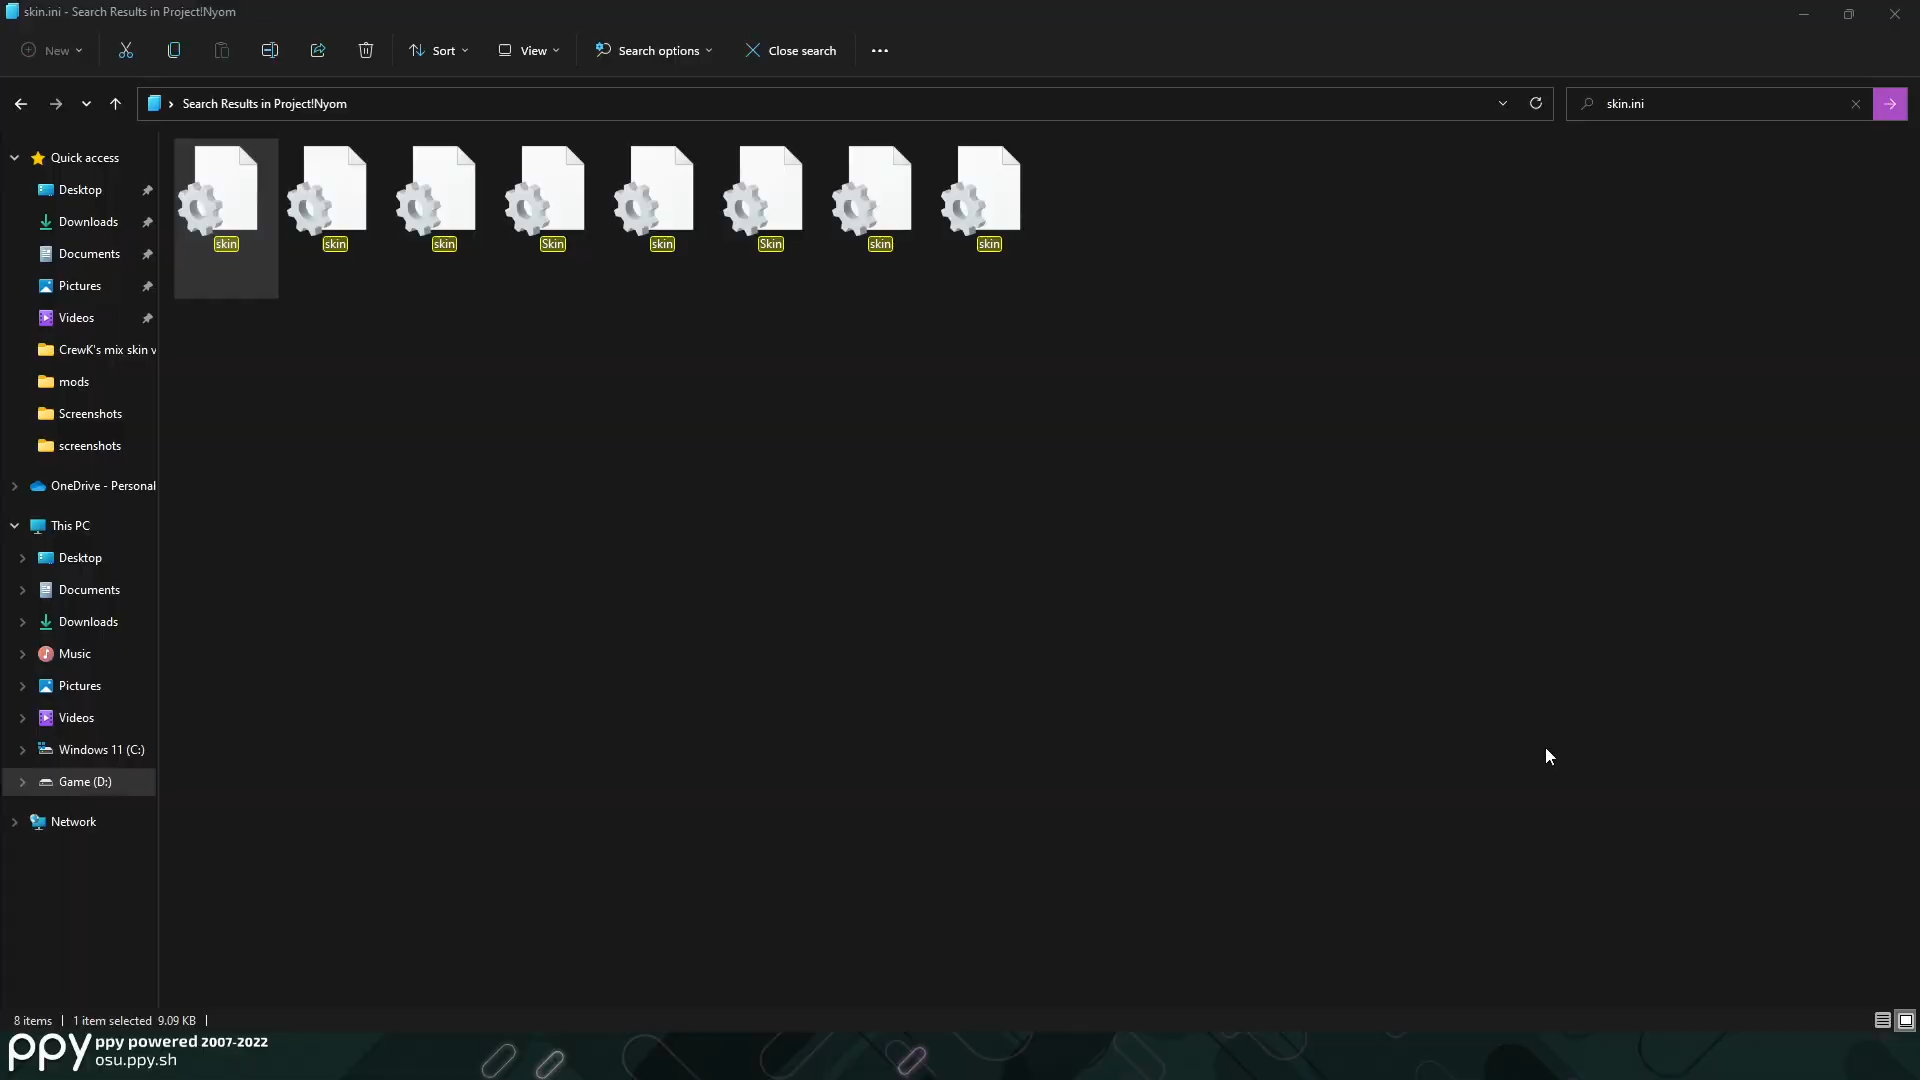 skin.ini - Search Results in Project!Nyom
New
Sort
View
Search options
Close search
Search Results in Project!Nyom
skin.ini
Quick access
Desktop
Downloads
Documents
Pictures
Videos
CrewK's mix skin v
mods
Screenshots
screenshots
OneDrive - Personal
This PC
Desktop
Documents
Downloads
Music
Pictures
Videos
Windows 11 (C:)
Game (D:)
Network
skin
skin
skin
Skin
skin
Skin
skin
skin
8 items
1 item selected 9.09 KB
ppy
ppy powered 2007-2022
osu.ppy.sh